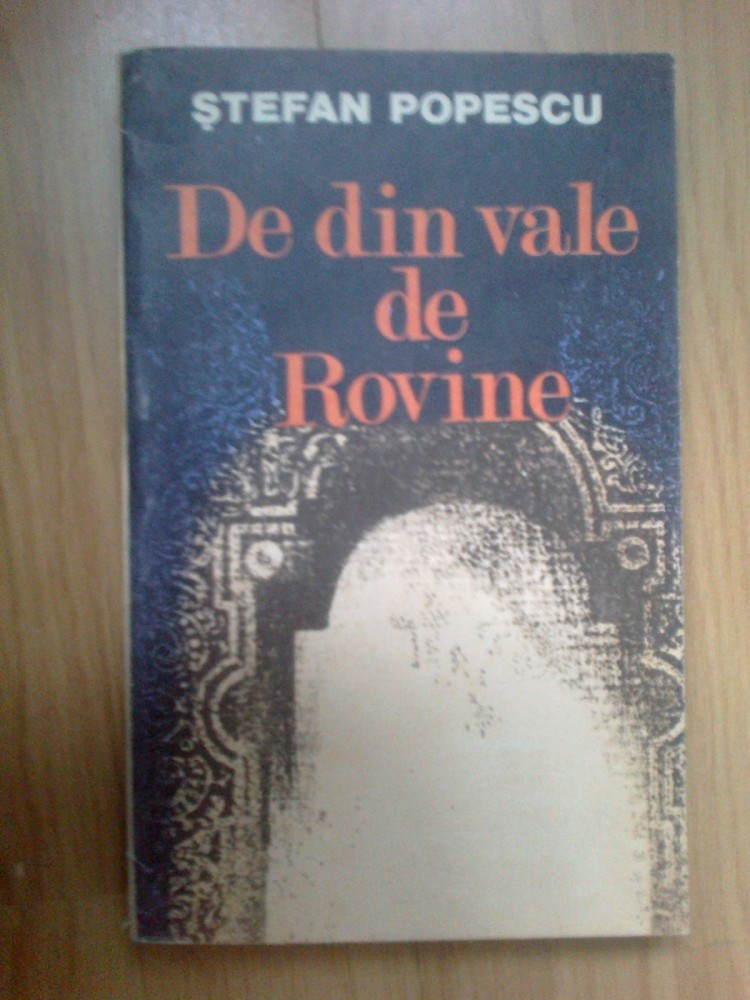 ŞTEFAN POPESCU
De din vale
de
Rovine